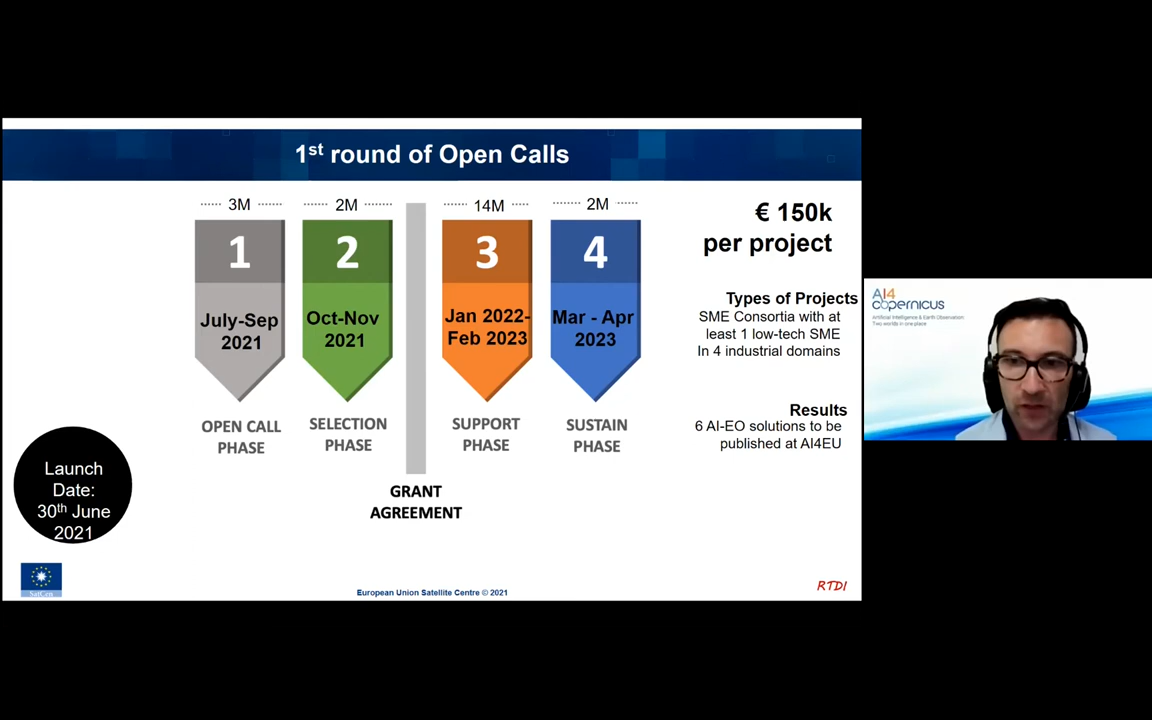 1st round of Open Calls
3M
2M
14M
2M
1
2
3
4
July-Sep
2021
Oct-Nov
2021
Jan 2022-
Feb 2023
Mar - Apr
2023
OPEN CALL
PHASE
SELECTION
PHASE
SUPPORT
PHASE
SUSTAIN
PHASE
GRANT
AGREEMENT
€ 150k
per project
Types of Projects
SME Consortia with at
least 1 low-tech SME
In 4 industrial domains
Results
6 AI-EO solutions to be
published at AI4EU
Launch
Date:
30th June
2021
SatCen
European Union Satellite Centre © 2021
RTDI
AI4
copernicus
Artificial Intelligence & Earth Observation:
Two worlds in one place